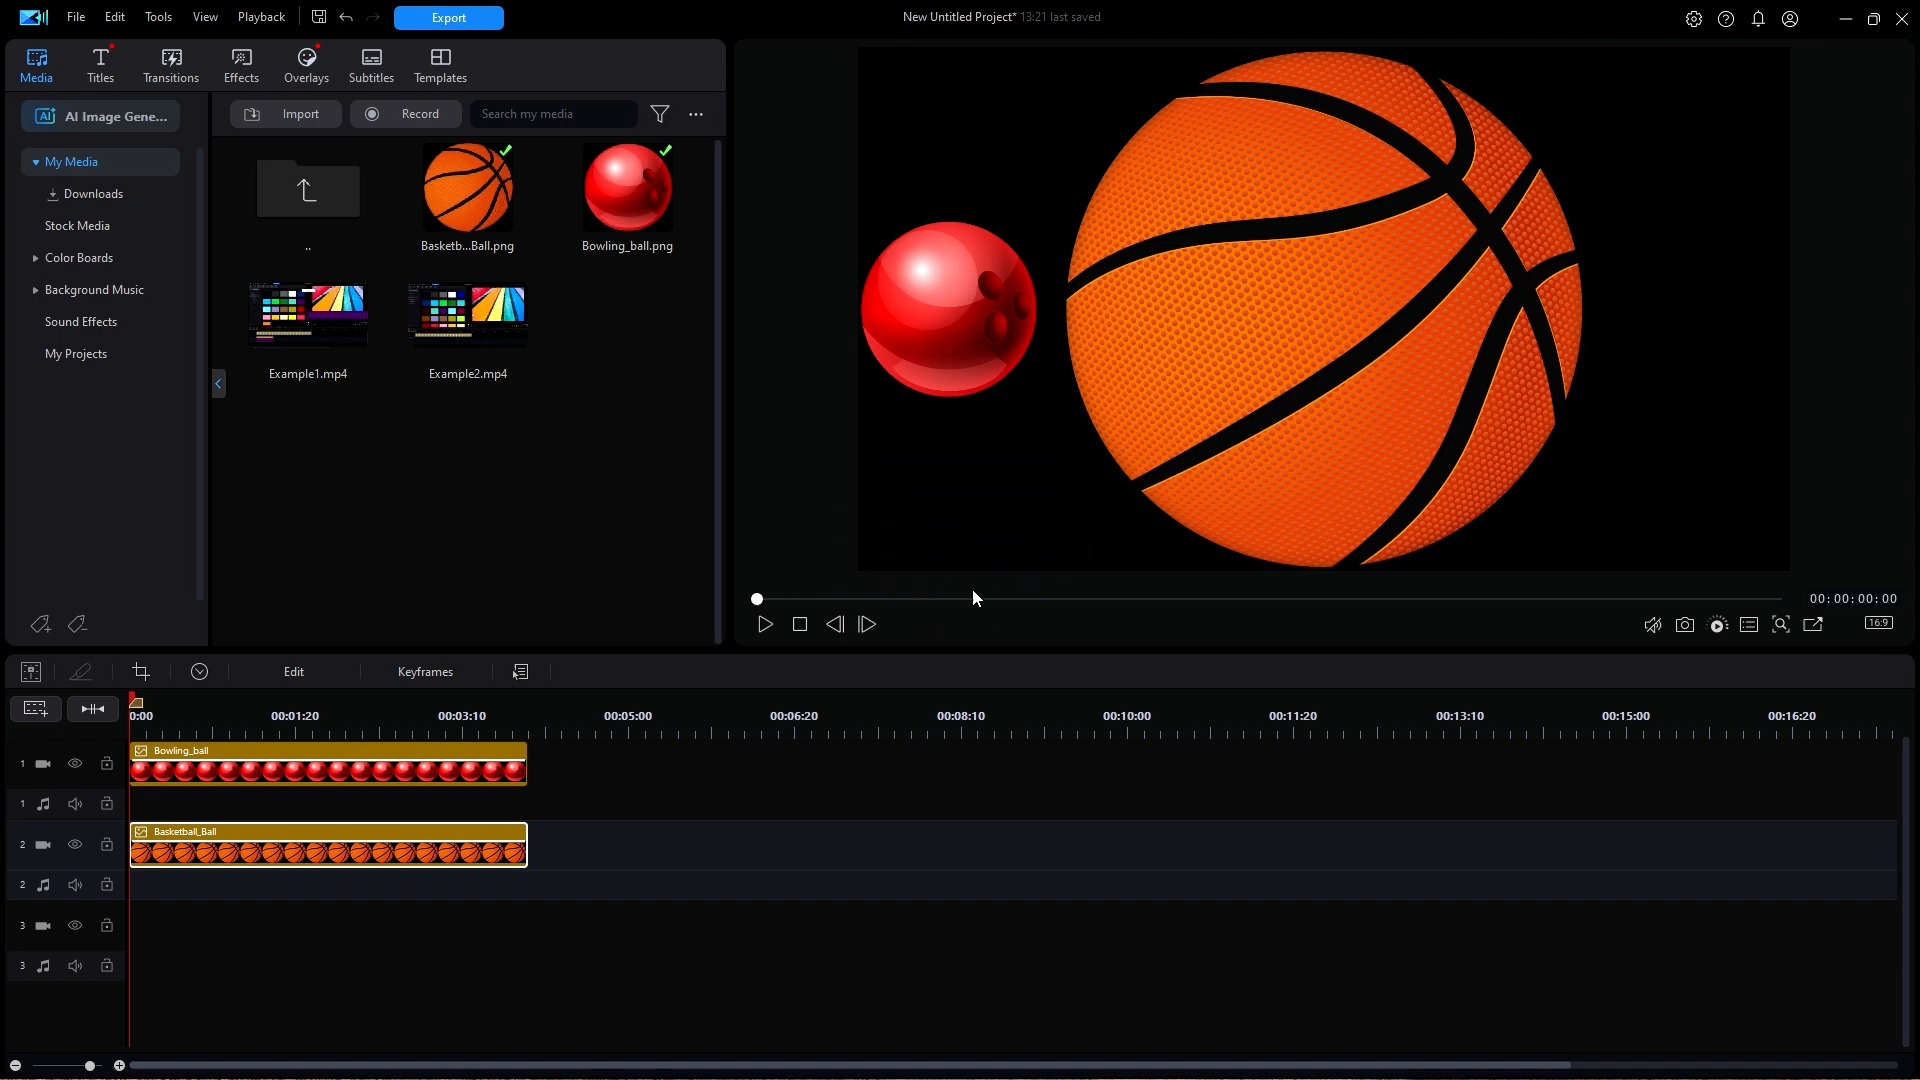 File Edit Tools View Playback Export New Untitled Project* 13:21 last saved
Media Titles Transitions Effects Overlays Subtitles Templates
AI AI Image Gene... Import Record Search my media
My Media
Downloads
Stock Media
Color Boards
Background Music
Sound Effects
My Projects
..
Basketb...Ball.png
Bowling_ball.png
Example1.mp4
Example2.mp4
00:00:00:00
16:9
Edit Keyframes
0:00 00:01:20 00:03:10 00:05:00 00:06:20 00:08:10 00:10:00 00:11:20 00:13:10 00:15:00 00:16:20
1 Bowling_ball
1
2 Basketball_Ball
2
3
3